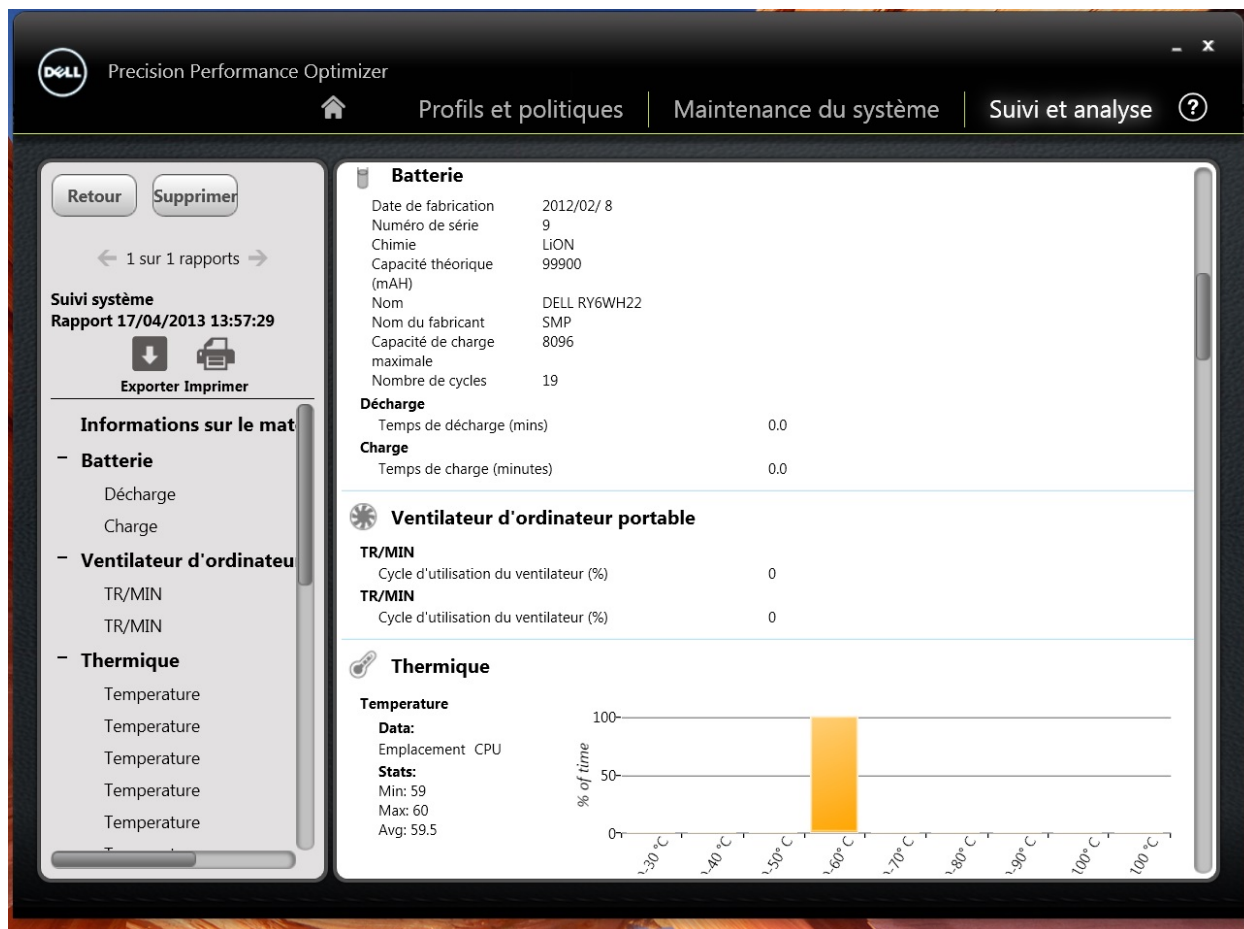 DELL
Precision Performance Optimizer
Profils et politiques
Maintenance du système
Suivi et analyse
?
Retour
Supprimer
1 sur 1 rapports
Suivi système
Rapport 17/04/2013 13:57:29
Exporter Imprimer
Informations sur le mat
Batterie
Décharge
Charge
Ventilateur d'ordinateu
TR/MIN
TR/MIN
Thermique
Temperature
Temperature
Temperature
Temperature
Temperature
Batterie
Date de fabrication 2012/02/ 8
Numéro de série 9
Chimie LiON
Capacité théorique 99900
(mAH)
Nom DELL RY6WH22
Nom du fabricant SMP
Capacité de charge 8096
maximale
Nombre de cycles 19
Décharge
Temps de décharge (mins) 0.0
Charge
Temps de charge (minutes) 0.0
Ventilateur d'ordinateur portable
TR/MIN
Cycle d'utilisation du ventilateur (%) 0
TR/MIN
Cycle d'utilisation du ventilateur (%) 0
Thermique
Temperature
Data:
Emplacement CPU
Stats:
Min: 59
Max: 60
Avg: 59.5
% of time
100
50
0
-30°C
-40°C
-50°C
-60°C
-70°C
-80°C
-90°C
100°C
100°C